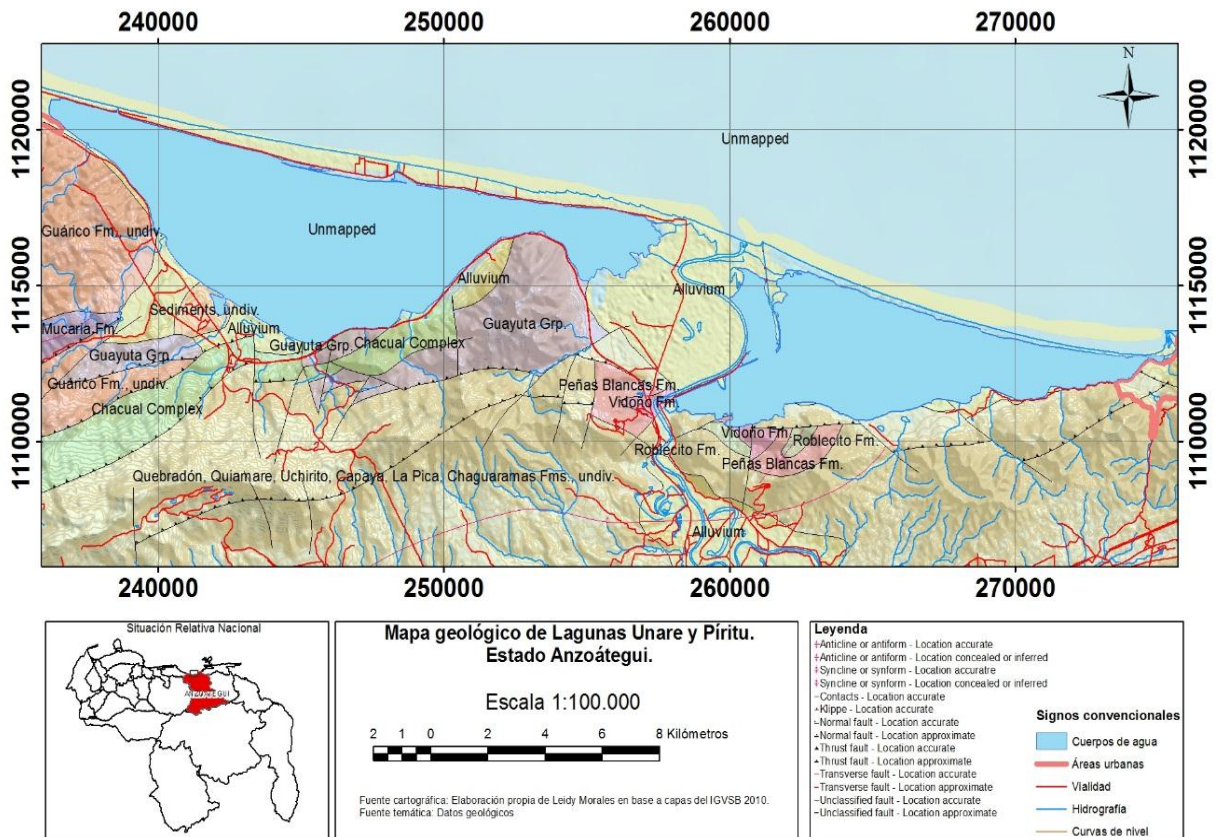 240000
250000
260000
270000
N
1120000
1120000
Unmapped
Guárico Fm., undiv.
Unmapped
1115000
1115000
Alluvium
Alluvium
Sediments, undiv.
Mucaria Fm.
Alluvium
Guayuta Grp.
Guayuta Grp.
Guayuta Grp.
Chacual Complex
Guárico Fm., undiv.
Peñas Blancas Fm.
Chacual Complex
Vidoño Fm.
1110000
1110000
Vidoño Fm.
Roblecito Fm.
Roblecito Fm.
Peñas Blancas Fm.
Quebradón, Quiamare, Uchirito, Capaya, La Pica, Chaguaramas Fms., undiv.
Alluvium
240000
250000
260000
270000
Situación Relativa Nacional
ANZOATEGUI
Mapa geológico de Lagunas Unare y Píritu.
Estado Anzoátegui.
Escala 1:100.000
2 1 0 2 4 6 8 Kilómetros
Fuente cartográfica: Elaboración propia de Leidy Morales en base a capas del IGVSB 2010.
Fuente temática: Datos geológicos
Leyenda
Anticline or antiform - Location accurate
Anticline or antiform - Location concealed or inferred
Syncline or synform - Location accuratre
Syncline or synform - Location concealed or inferred
Contacts - Location accurate
Klippe - Location accurate
Normal fault - Location accurate
Normal fault - Location approximate
Thrust fault - Location accurate
Thrust fault - Location approximate
Transverse fault - Location accurate
Transverse fault - Location approximate
Unclassified fault - Location accurate
Unclassified fault - Location approximate
Signos convencionales
Cuerpos de agua
Áreas urbanas
Vialidad
Hidrografía
Curvas de nivel